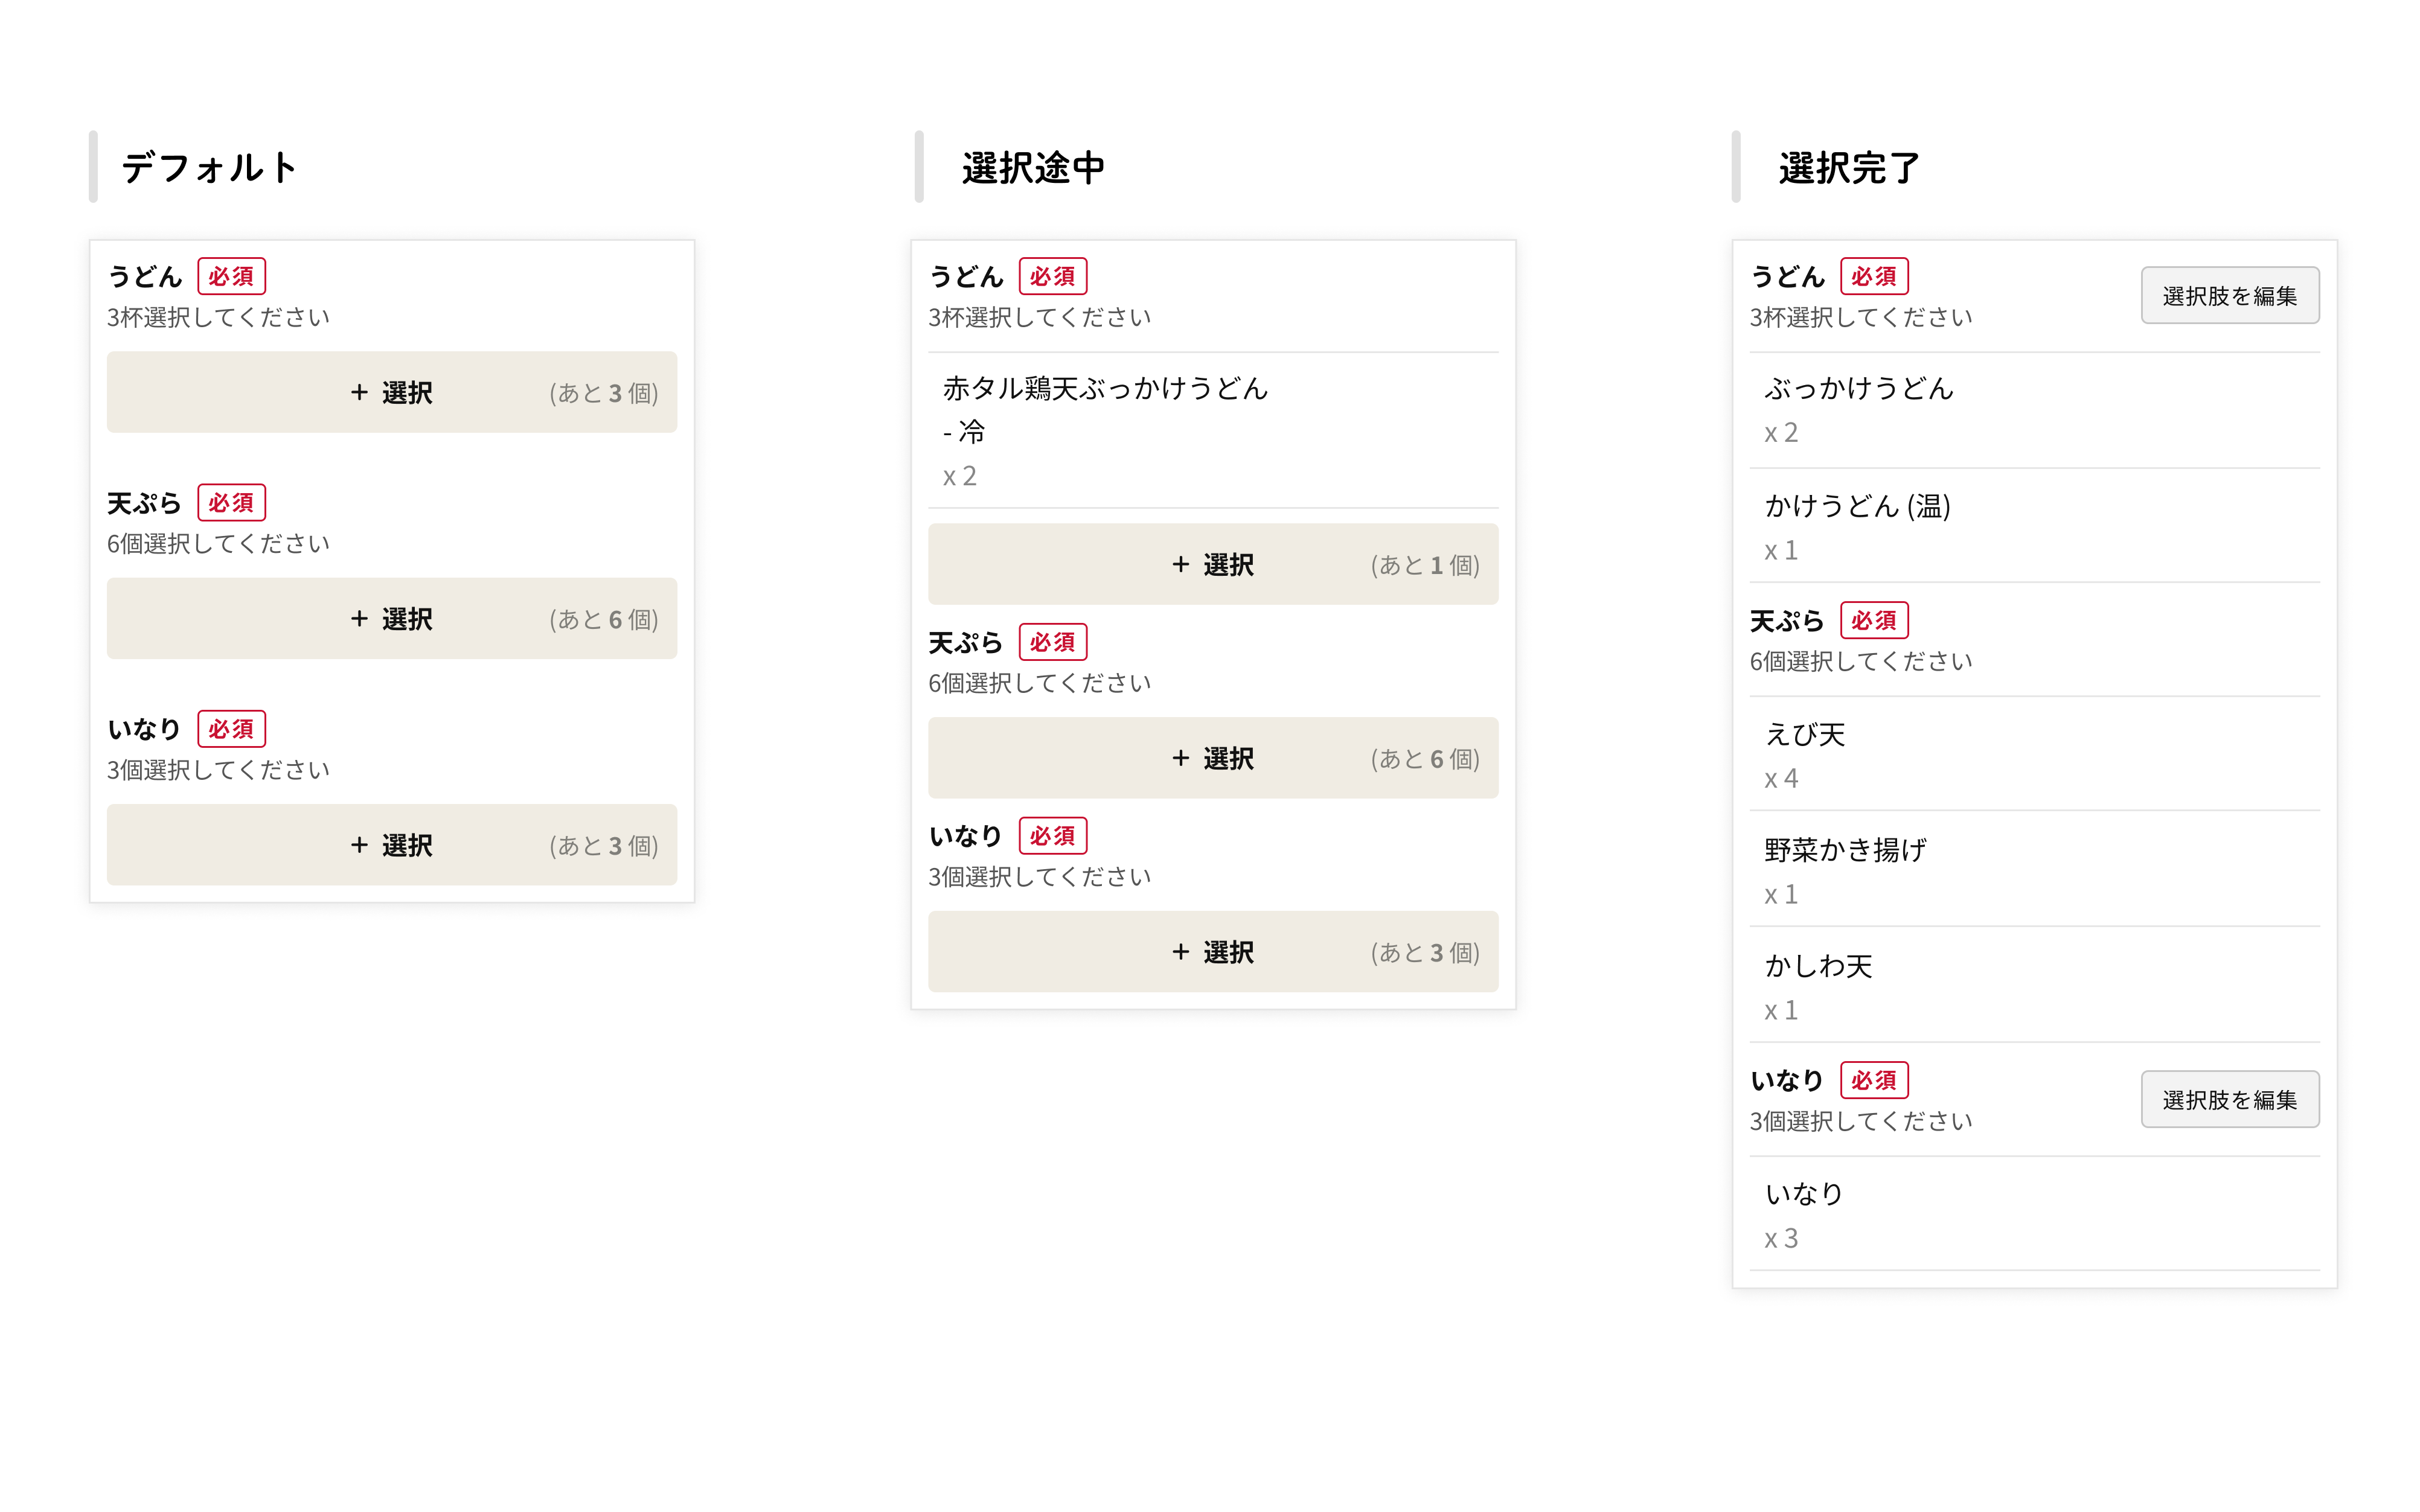 デフォルト
うどん 必須
3杯選択してください
+ 選択 (あと 3 個)
天ぷら 必須
6個選択してください
+ 選択 (あと 6 個)
いなり 必須
3個選択してください
+ 選択 (あと 3 個)
選択途中
うどん 必須
3杯選択してください
赤タル鶏天ぶっかけうどん
- 冷
x 2
+ 選択 (あと 1 個)
天ぷら 必須
6個選択してください
+ 選択 (あと 6 個)
いなり 必須
3個選択してください
+ 選択 (あと 3 個)
選択完了
うどん 必須
3杯選択してください
選択肢を編集
ぶっかけうどん
x 2
かけうどん (温)
x 1
天ぷら 必須
6個選択してください
えび天
x 4
野菜かき揚げ
x 1
かしわ天
x 1
いなり 必須
3個選択してください
選択肢を編集
いなり
x 3